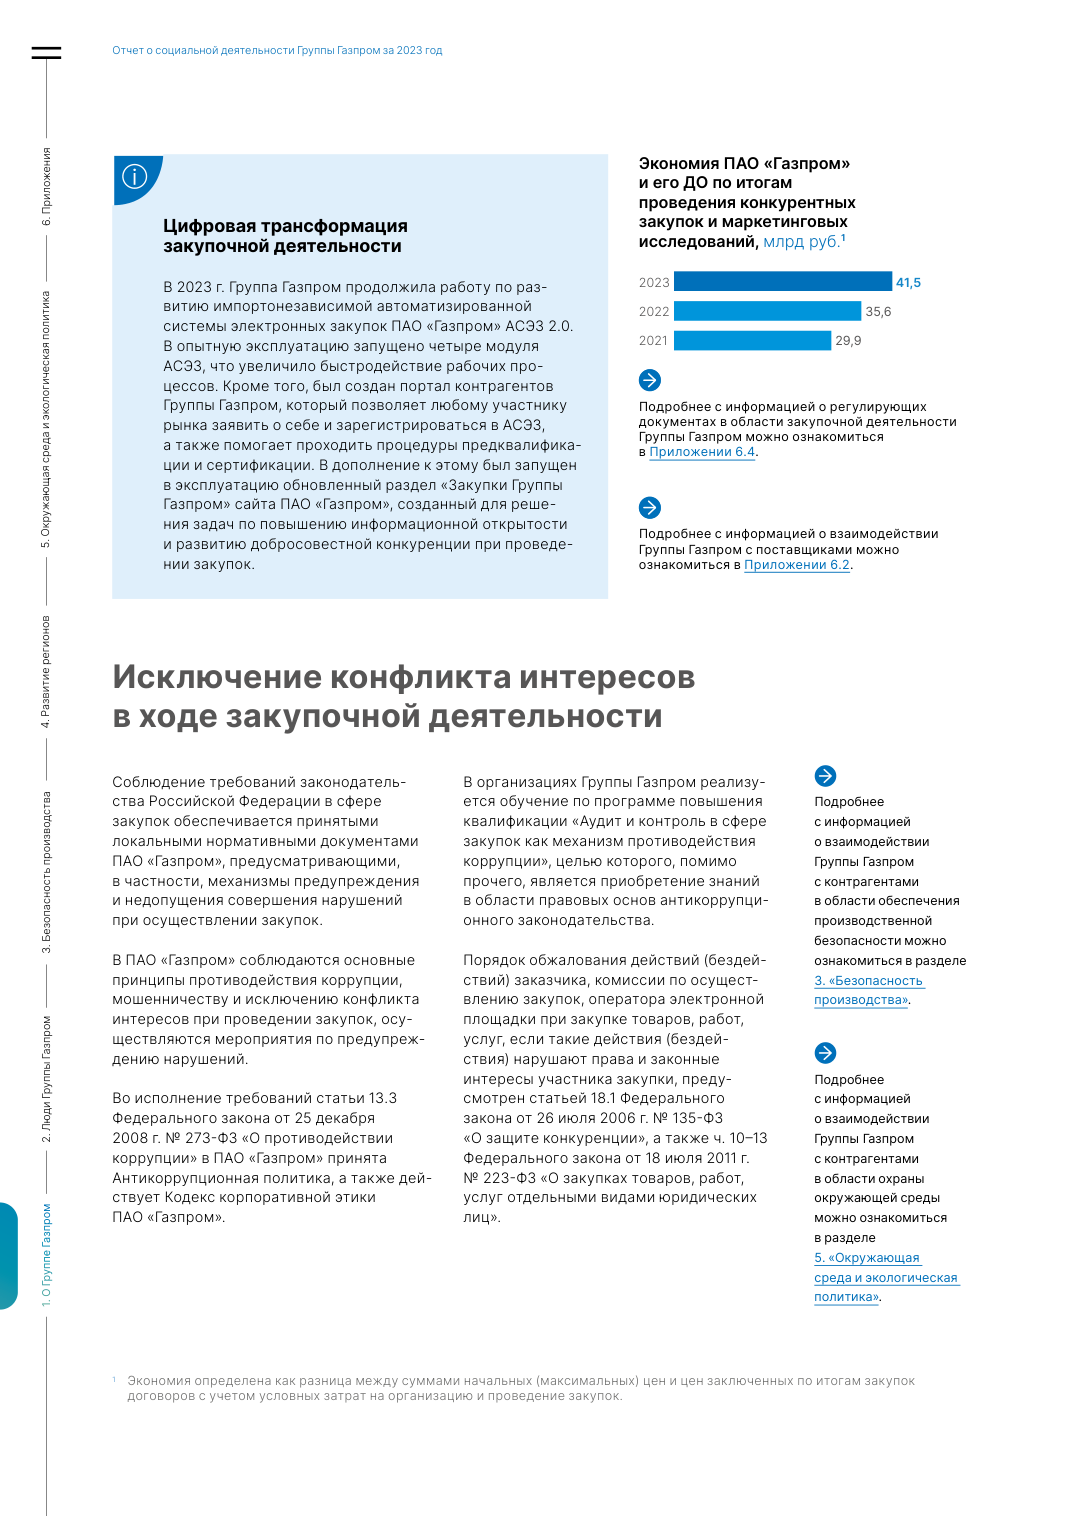 Отчет о социальной деятельности Группы Газпром за 2023 год
6. Приложения
5. Окружающая среда и экологическая политика
4. Развитие регионов
3. Безопасность производства
2. Люди Группы Газпром
1. О Группе Газпром
Цифровая трансформация
закупочной деятельности
В 2023 г. Группа Газпром продолжила работу по раз-
витию импортонезависимой автоматизированной
системы электронных закупок ПАО «Газпром» АСЭЗ 2.0.
В опытную эксплуатацию запущено четыре модуля
АСЭЗ, что увеличило быстродействие рабочих про-
цессов. Кроме того, был создан портал контрагентов
Группы Газпром, который позволяет любому участнику
рынка заявить о себе и зарегистрироваться в АСЭЗ,
а также помогает проходить процедуры предквалифика-
ции и сертификации. В дополнение к этому был запущен
в эксплуатацию обновленный раздел «Закупки Группы
Газпром» сайта ПАО «Газпром», созданный для реше-
ния задач по повышению информационной открытости
и развитию добросовестной конкуренции при проведе-
нии закупок.
Экономия ПАО «Газпром»
и его ДО по итогам
проведения конкурентных
закупок и маркетинговых
исследований, млрд руб.¹
2023 41,5
2022 35,6
2021 29,9
Подробнее с информацией о регулирующих
документах в области закупочной деятельности
Группы Газпром можно ознакомиться
в Приложении 6.4.
Подробнее с информацией о взаимодействии
Группы Газпром с поставщиками можно
ознакомиться в Приложении 6.2.
Исключение конфликта интересов
в ходе закупочной деятельности
Соблюдение требований законодатель-
ства Российской Федерации в сфере
закупок обеспечивается принятыми
локальными нормативными документами
ПАО «Газпром», предусматривающими,
в частности, механизмы предупреждения
и недопущения совершения нарушений
при осуществлении закупок.
В ПАО «Газпром» соблюдаются основные
принципы противодействия коррупции,
мошенничеству и исключению конфликта
интересов при проведении закупок, осу-
ществляются мероприятия по предупреж-
дению нарушений.
Во исполнение требований статьи 13.3
Федерального закона от 25 декабря
2008 г. № 273-ФЗ «О противодействии
коррупции» в ПАО «Газпром» принята
Антикоррупционная политика, а также дей-
ствует Кодекс корпоративной этики
ПАО «Газпром».
В организациях Группы Газпром реализу-
ется обучение по программе повышения
квалификации «Аудит и контроль в сфере
закупок как механизм противодействия
коррупции», целью которого, помимо
прочего, является приобретение знаний
в области правовых основ антикоррупци-
онного законодательства.
Порядок обжалования действий (бездей-
ствий) заказчика, комиссии по осущест-
влению закупок, оператора электронной
площадки при закупке товаров, работ,
услуг, если такие действия (бездей-
ствия) нарушают права и законные
интересы участника закупки, преду-
смотрен статьей 18.1 Федерального
закона от 26 июля 2006 г. № 135-ФЗ
«О защите конкуренции», а также ч. 10–13
Федерального закона от 18 июля 2011 г.
№ 223-ФЗ «О закупках товаров, работ,
услуг отдельными видами юридических
лиц».
Подробнее
с информацией
о взаимодействии
Группы Газпром
с контрагентами
в области обеспечения
производственной
безопасности можно
ознакомиться в разделе
3. «Безопасность
производства».
Подробнее
с информацией
о взаимодействии
Группы Газпром
с контрагентами
в области охраны
окружающей среды
можно ознакомиться
в разделе
5. «Окружающая
среда и экологическая
политика».
¹ Экономия определена как разница между суммами начальных (максимальных) цен и цен заключенных по итогам закупок
договоров с учетом условных затрат на организацию и проведение закупок.